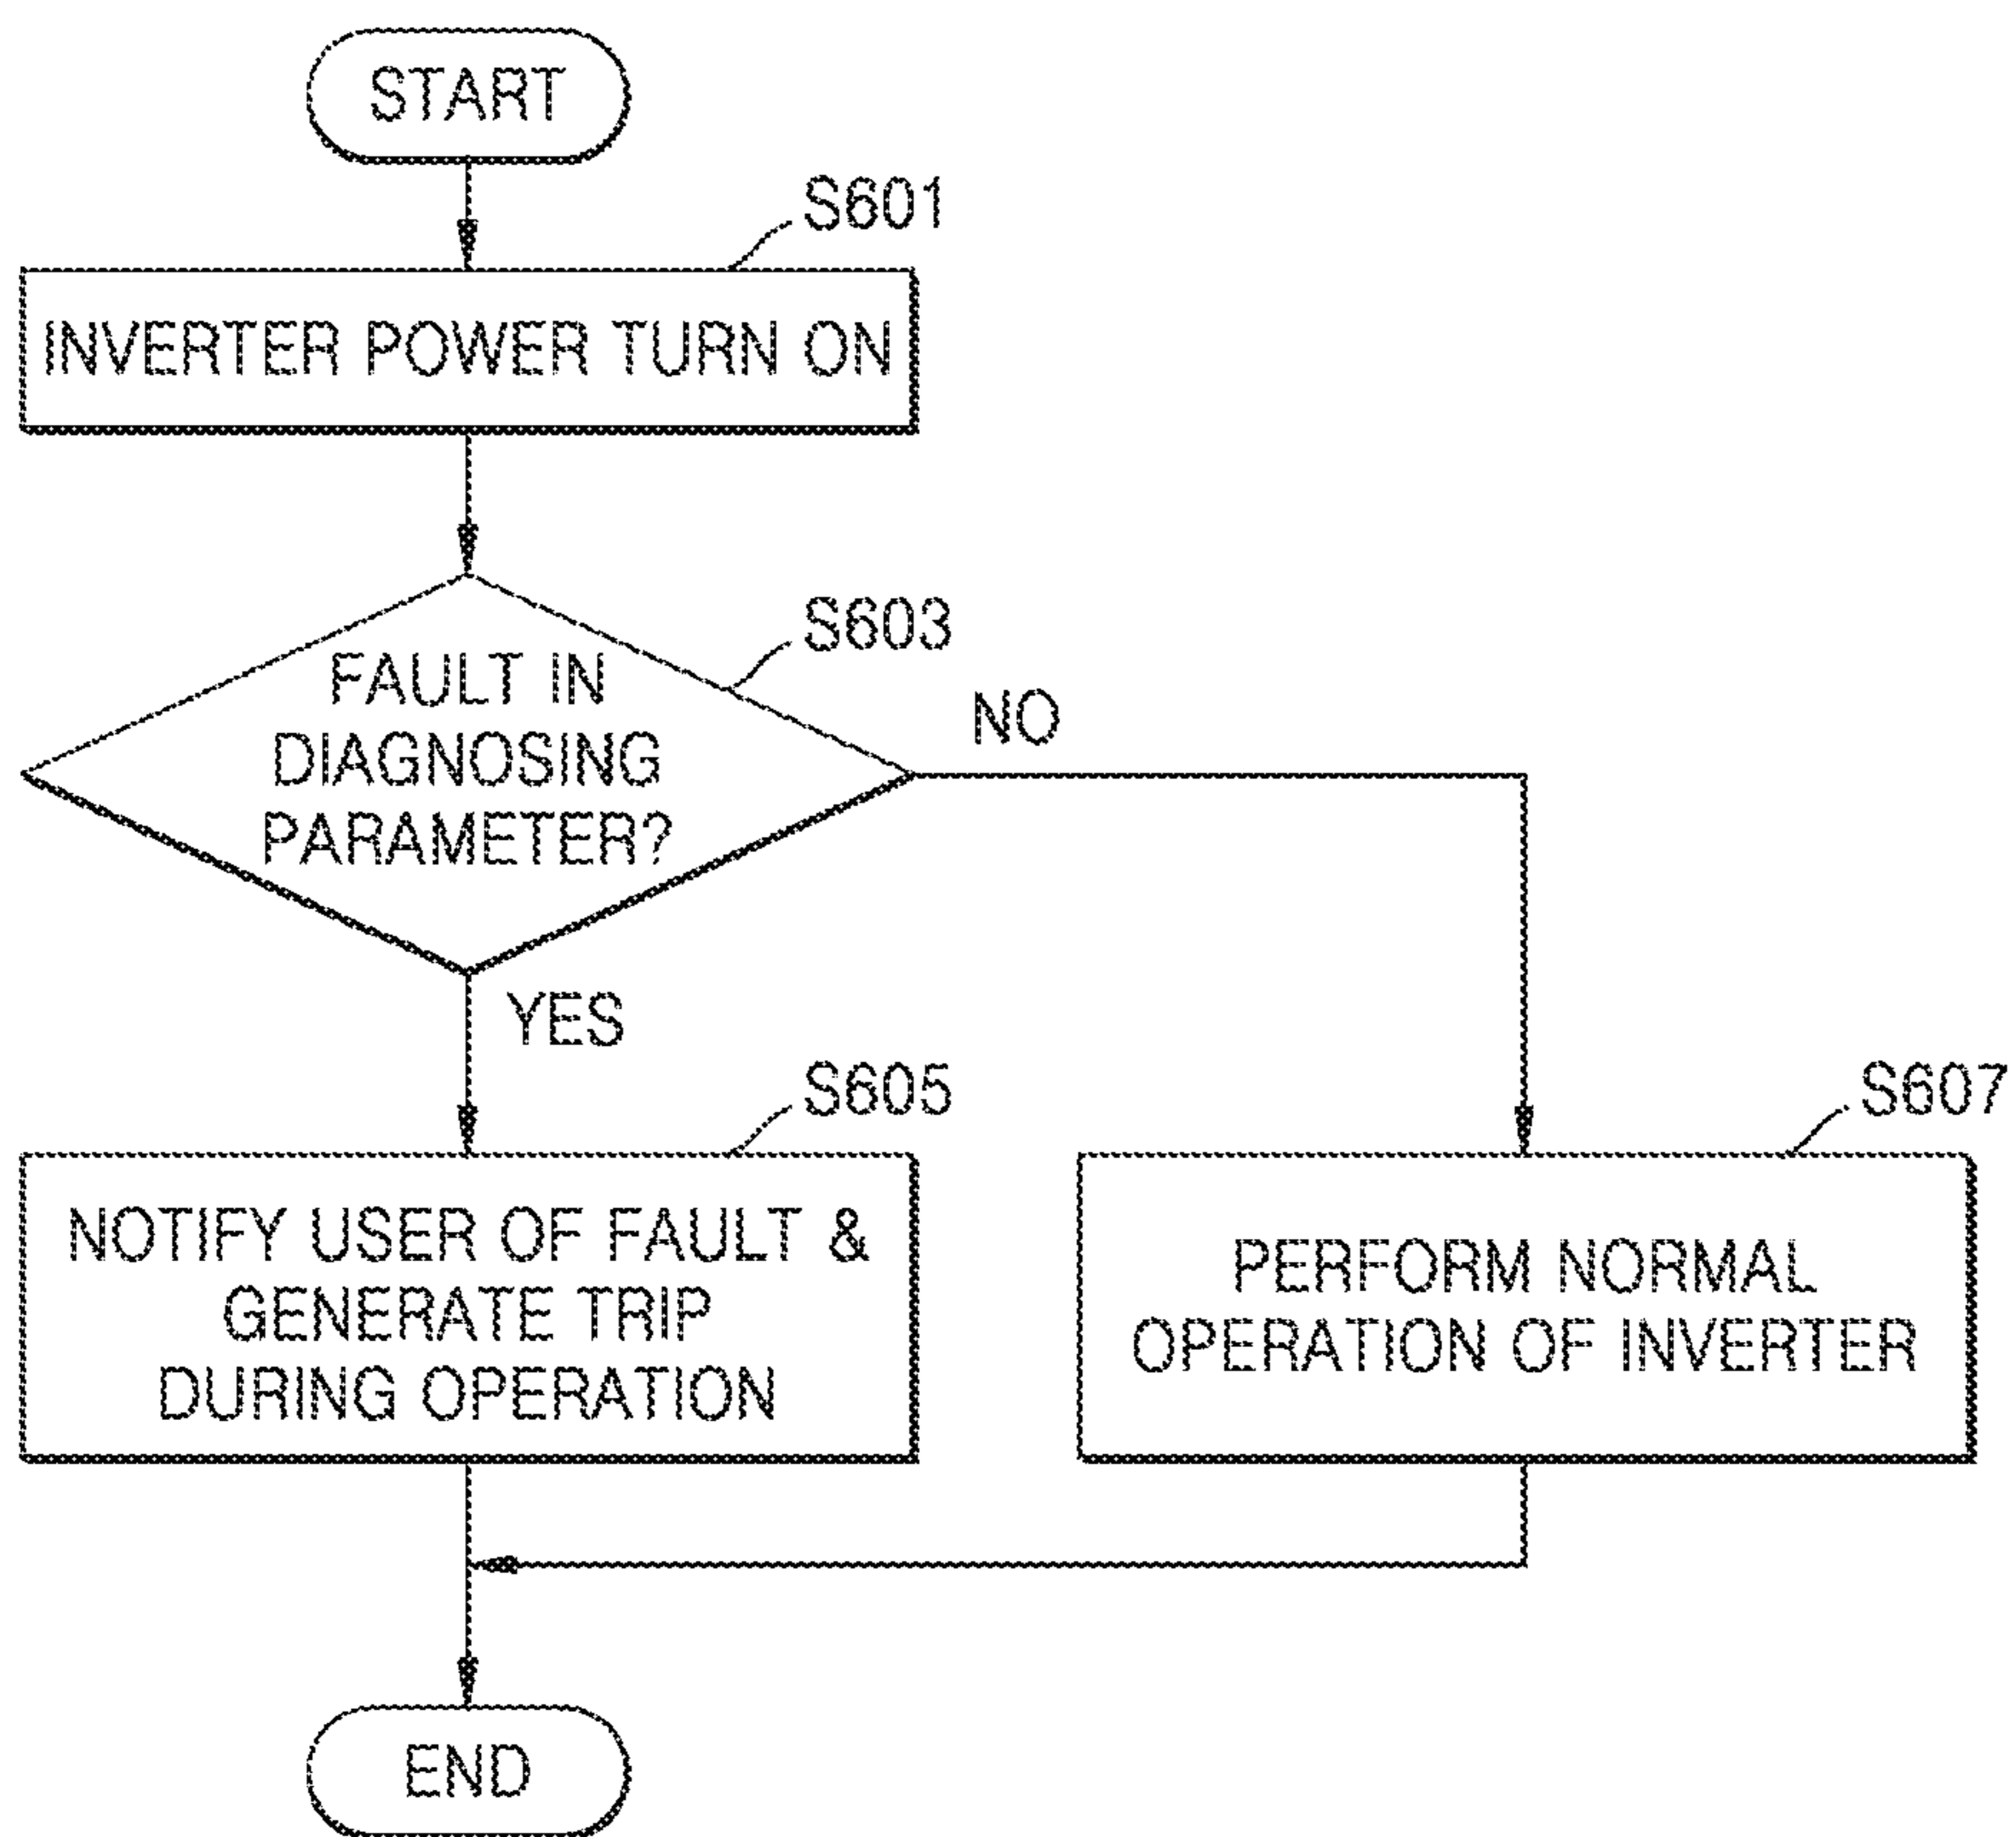 START
S601
INVERTER POWER TURN ON
S603
FAULT IN
DIAGNOSING
PARAMETER?
NO
YES
S605
NOTIFY USER OF FAULT &
GENERATE TRIP
DURING OPERATION
S607
PERFORM NORMAL
OPERATION OF INVERTER
END